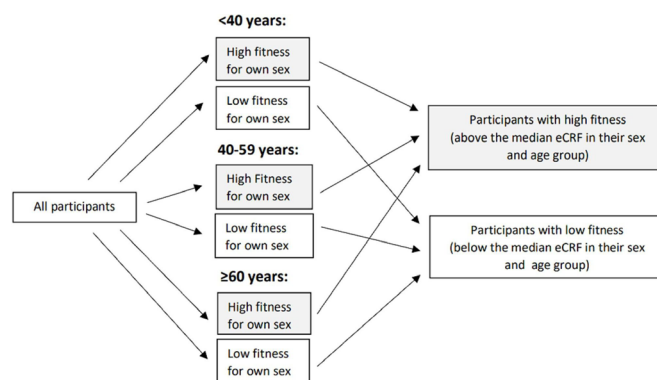 <40 years:
High fitness
for own sex
Low fitness
for own sex
40-59 years:
High Fitness
for own sex
Low fitness
for own sex
≥60 years:
High fitness
for own sex
Low fitness
for own sex
All participants
Participants with high fitness
(above the median eCRF in their sex
and age group)
Participants with low fitness
(below the median eCRF in their sex
and age group)